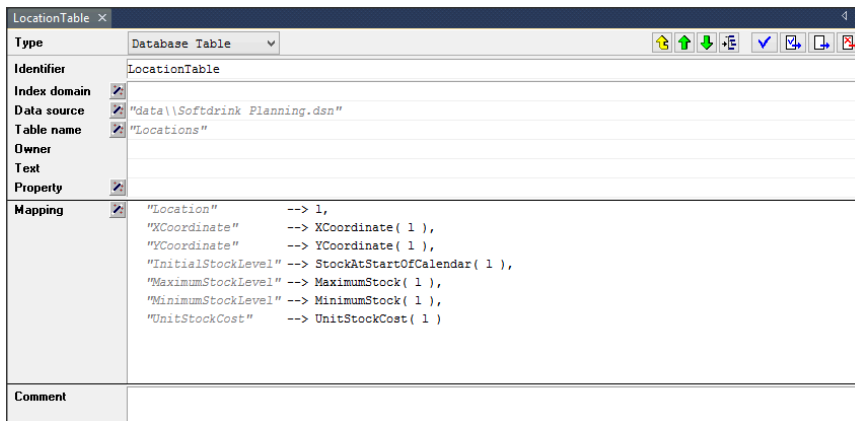 LocationTable
Type Database Table
Identifier LocationTable
Index domain
Data source "data\\Softdrink Planning.dsn"
Table name "Locations"
Owner
Text
Property
Mapping "Location" --> l,
"XCoordinate" --> XCoordinate( l ),
"YCoordinate" --> YCoordinate( l ),
"InitialStockLevel" --> StockAtStartOfCalendar( l ),
"MaximumStockLevel" --> MaximumStock( l ),
"MinimumStockLevel" --> MinimumStock( l ),
"UnitStockCost" --> UnitStockCost( l )
Comment